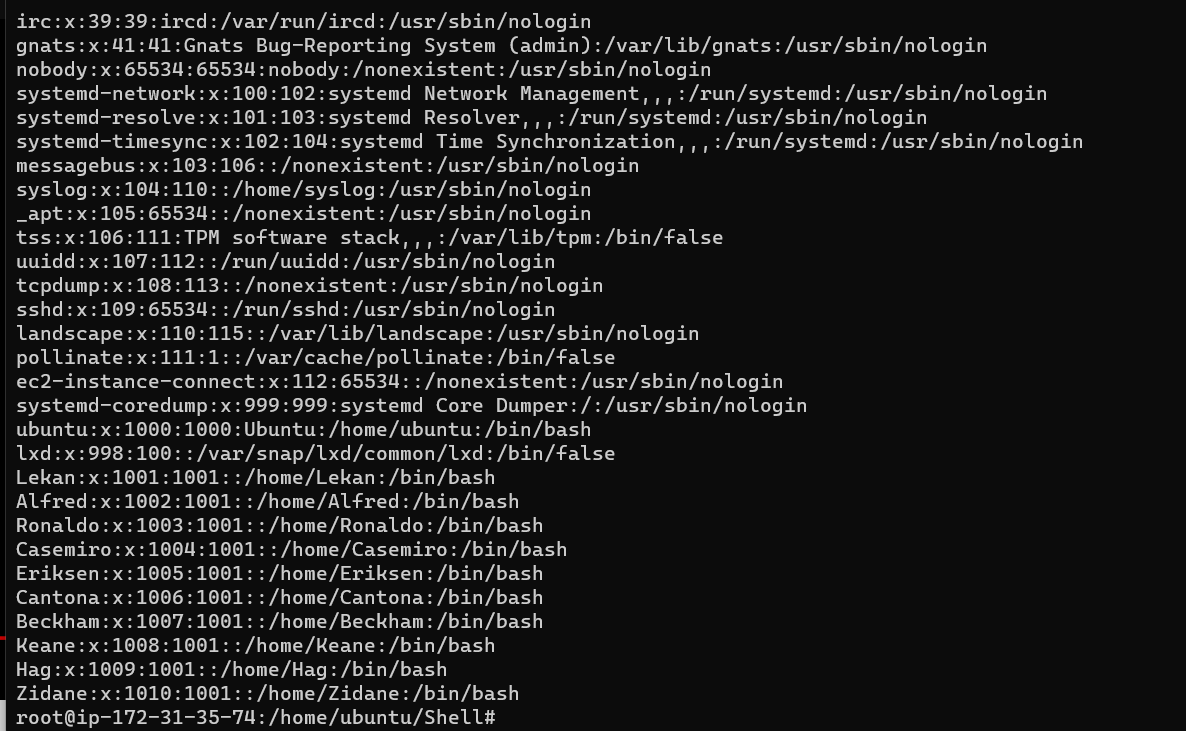 irc:x:39:39:ircd:/var/run/ircd:/usr/sbin/nologin
gnats:x:41:41:Gnats Bug-Reporting System (admin):/var/lib/gnats:/usr/sbin/nologin
nobody:x:65534:65534:nobody:/nonexistent:/usr/sbin/nologin
systemd-network:x:100:102:systemd Network Management,,,:/run/systemd:/usr/sbin/nologin
systemd-resolve:x:101:103:systemd Resolver,,,:/run/systemd:/usr/sbin/nologin
systemd-timesync:x:102:104:systemd Time Synchronization,,,:/run/systemd:/usr/sbin/nologin
messagebus:x:103:106::/nonexistent:/usr/sbin/nologin
syslog:x:104:110::/home/syslog:/usr/sbin/nologin
_apt:x:105:65534::/nonexistent:/usr/sbin/nologin
tss:x:106:111:TPM software stack,,,:/var/lib/tpm:/bin/false
uuidd:x:107:112::/run/uuidd:/usr/sbin/nologin
tcpdump:x:108:113::/nonexistent:/usr/sbin/nologin
sshd:x:109:65534::/run/sshd:/usr/sbin/nologin
landscape:x:110:115::/var/lib/landscape:/usr/sbin/nologin
pollinate:x:111:1::/var/cache/pollinate:/bin/false
ec2-instance-connect:x:112:65534::/nonexistent:/usr/sbin/nologin
systemd-coredump:x:999:999:systemd Core Dumper:/:/usr/sbin/nologin
ubuntu:x:1000:1000:Ubuntu:/home/ubuntu:/bin/bash
lxd:x:998:100::/var/snap/lxd/common/lxd:/bin/false
Lekan:x:1001:1001::/home/Lekan:/bin/bash
Alfred:x:1002:1001::/home/Alfred:/bin/bash
Ronaldo:x:1003:1001::/home/Ronaldo:/bin/bash
Casemiro:x:1004:1001::/home/Casemiro:/bin/bash
Eriksen:x:1005:1001::/home/Eriksen:/bin/bash
Cantona:x:1006:1001::/home/Cantona:/bin/bash
Beckham:x:1007:1001::/home/Beckham:/bin/bash
Keane:x:1008:1001::/home/Keane:/bin/bash
Hag:x:1009:1001::/home/Hag:/bin/bash
Zidane:x:1010:1001::/home/Zidane:/bin/bash
root@ip-172-31-35-74:/home/ubuntu/Shell#